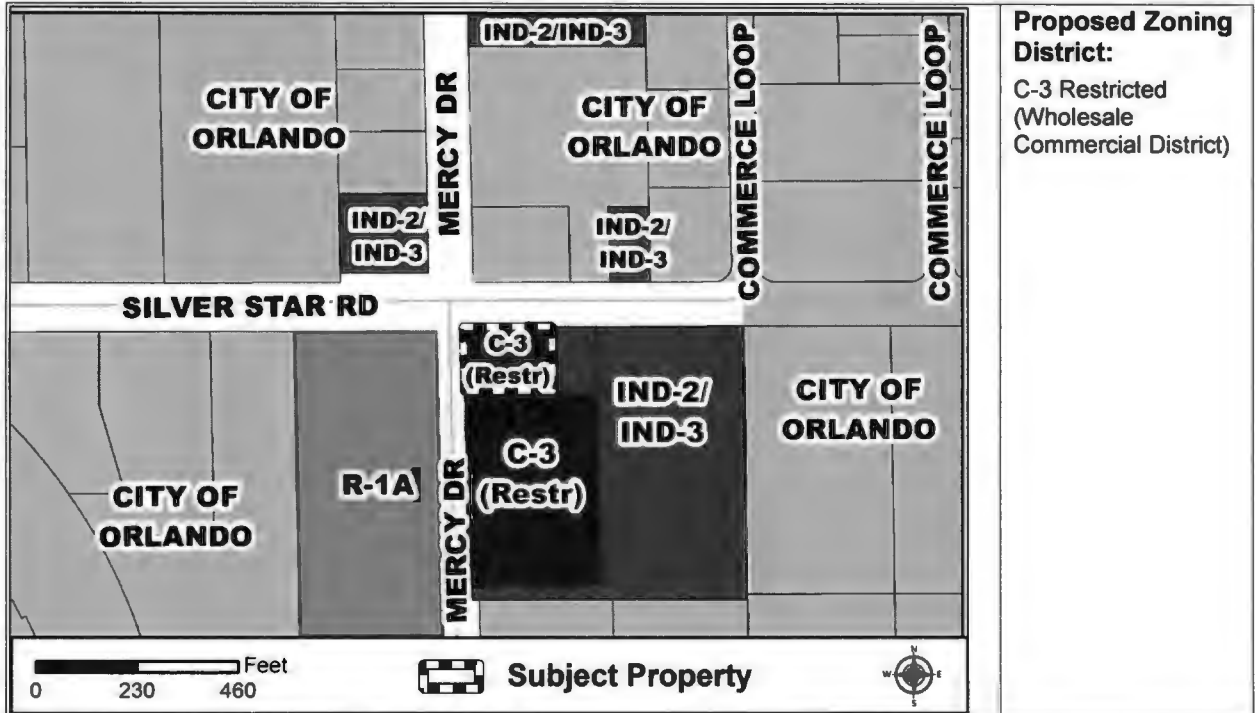 IND-2/IND-3
CITY OF
ORLANDO
MERCY DR
CITY OF
ORLANDO
COMMERCE LOOP
COMMERCE LOOP
IND-2/
IND-3
IND-2/
IND-3
SILVER STAR RD
C-3
(Restr)
IND-2/
IND-3
CITY OF
ORLANDO
C-3
(Restr)
R-1A
CITY OF
ORLANDO
MERCY DR
Feet
0 230 460
Subject Property
N
W E
S
Proposed Zoning
District:
C-3 Restricted
(Wholesale
Commercial District)